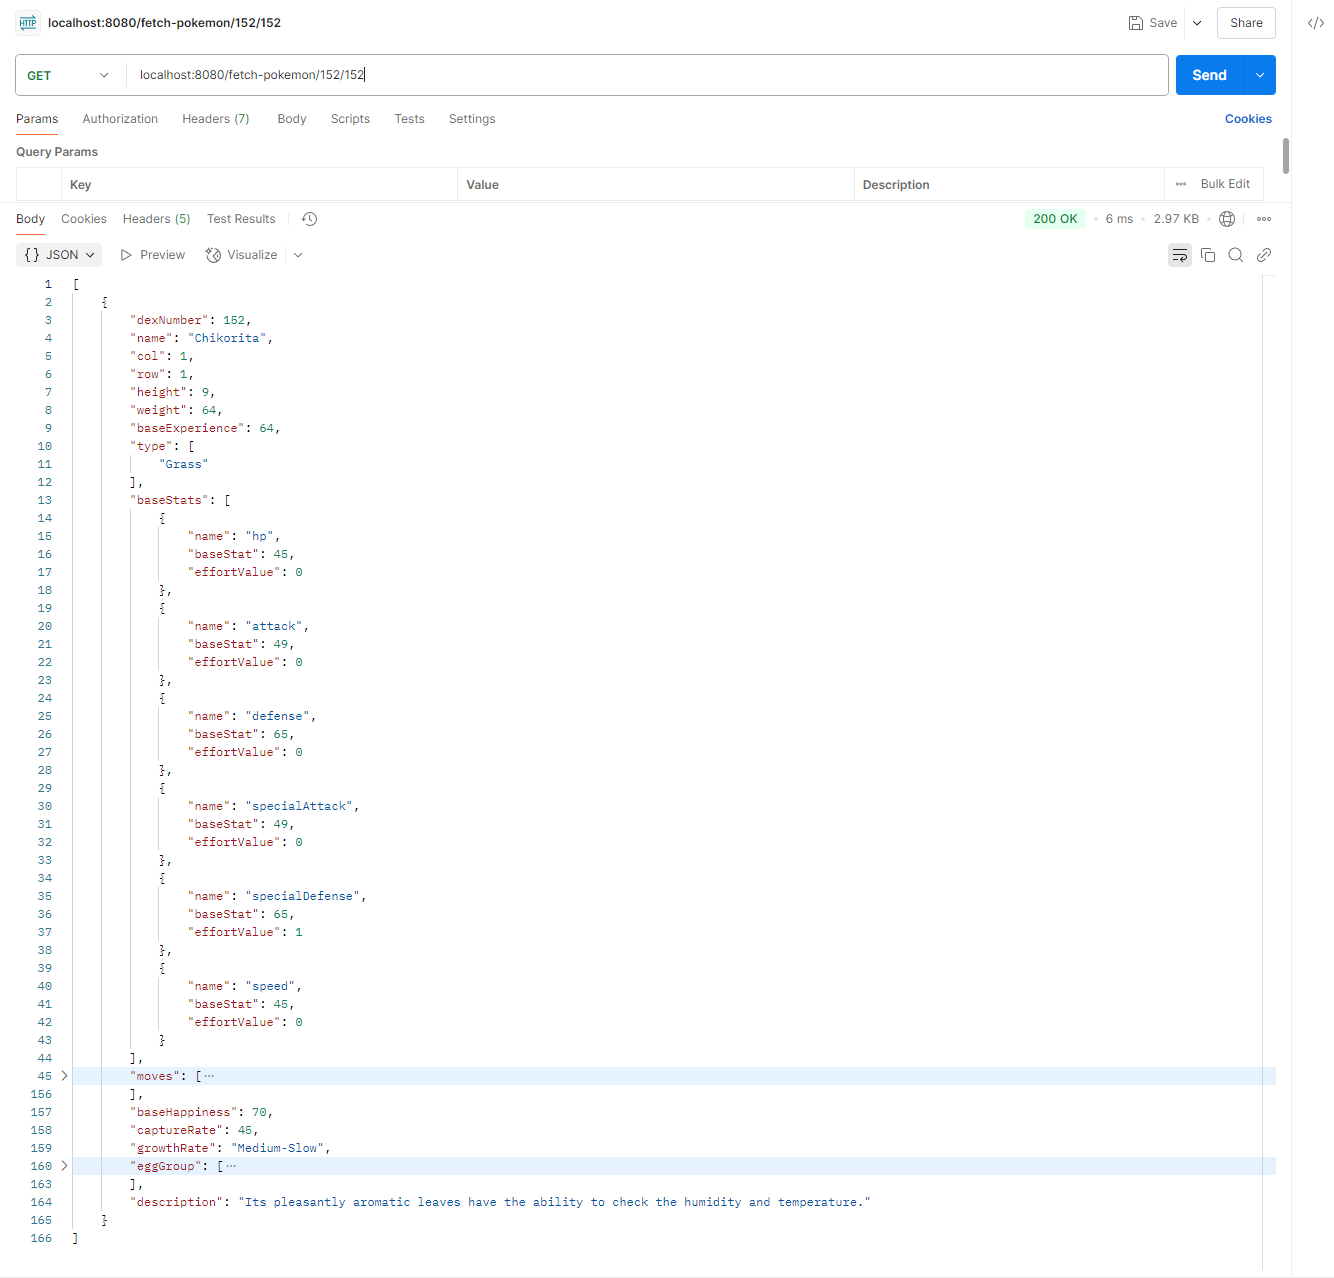 HTTP localhost:8080/fetch-pokemon/152/152 Save Share </>
GET localhost:8080/fetch-pokemon/152/152 Send
Params Authorization Headers (7) Body Scripts Tests Settings Cookies
Query Params
Key Value Description ••• Bulk Edit
Body Cookies Headers (5) Test Results 200 OK • 6 ms • 2.97 KB •
{} JSON Preview Visualize
1 [
2 {
3 "dexNumber": 152,
4 "name": "Chikorita",
5 "col": 1,
6 "row": 1,
7 "height": 9,
8 "weight": 64,
9 "baseExperience": 64,
10 "type": [
11 "Grass"
12 ],
13 "baseStats": [
14 {
15 "name": "hp",
16 "baseStat": 45,
17 "effortValue": 0
18 },
19 {
20 "name": "attack",
21 "baseStat": 49,
22 "effortValue": 0
23 },
24 {
25 "name": "defense",
26 "baseStat": 65,
27 "effortValue": 0
28 },
29 {
30 "name": "specialAttack",
31 "baseStat": 49,
32 "effortValue": 0
33 },
34 {
35 "name": "specialDefense",
36 "baseStat": 65,
37 "effortValue": 1
38 },
39 {
40 "name": "speed",
41 "baseStat": 45,
42 "effortValue": 0
43 }
44 ],
45 "moves": [···
156 ],
157 "baseHappiness": 70,
158 "captureRate": 45,
159 "growthRate": "Medium-Slow",
160 "eggGroup": [···
163 ],
164 "description": "Its pleasantly aromatic leaves have the ability to check the humidity and temperature."
165 }
166 ]